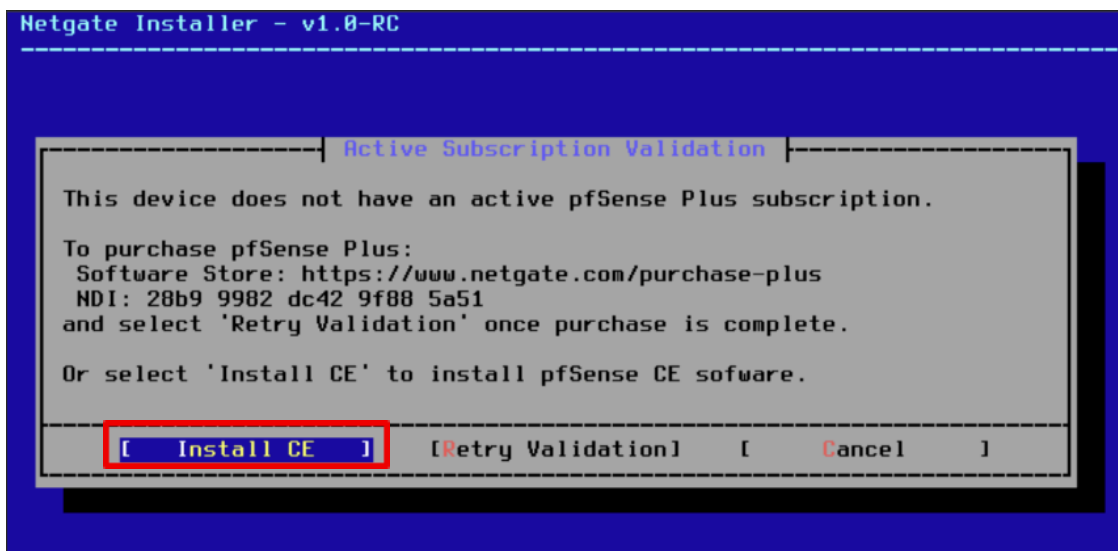 Netgate Installer - v1.0-RC
Active Subscription Validation
This device does not have an active pfSense Plus subscription.
To purchase pfSense Plus:
Software Store: https://www.netgate.com/purchase-plus
NDI: 28b9 9982 dc42 9f88 5a51
and select 'Retry Validation' once purchase is complete.
Or select 'Install CE' to install pfSense CE sofware.
[ Install CE ] [Retry Validation] [ Cancel ]